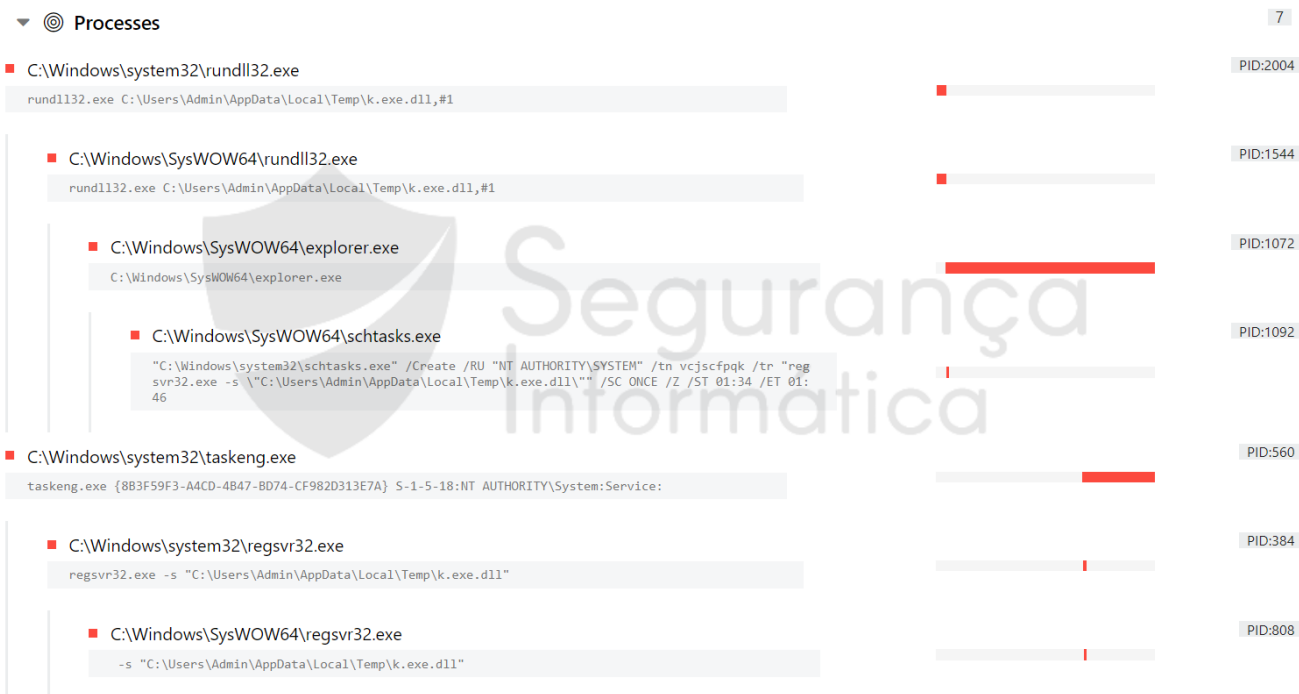 Processes
7
C:\Windows\system32\rundll32.exe
PID:2004
rundll32.exe C:\Users\Admin\AppData\Local\Temp\k.exe.dll,#1
C:\Windows\SysWOW64\rundll32.exe
PID:1544
rundll32.exe C:\Users\Admin\AppData\Local\Temp\k.exe.dll,#1
C:\Windows\SysWOW64\explorer.exe
PID:1072
C:\Windows\SysWOW64\explorer.exe
C:\Windows\SysWOW64\schtasks.exe
PID:1092
"C:\Windows\system32\schtasks.exe" /Create /RU "NT AUTHORITY\SYSTEM" /tn vcjscfpqk /tr "reg
svr32.exe -s \"C:\Users\Admin\AppData\Local\Temp\k.exe.dll\"" /SC ONCE /Z /ST 01:34 /ET 01:
46
Segurança
Informática
C:\Windows\system32\taskeng.exe
PID:560
taskeng.exe {8B3F59F3-A4CD-4B47-BD74-CF982D313E7A} S-1-5-18:NT AUTHORITY\System:Service:
C:\Windows\system32\regsvr32.exe
PID:384
regsvr32.exe -s "C:\Users\Admin\AppData\Local\Temp\k.exe.dll"
C:\Windows\SysWOW64\regsvr32.exe
PID:808
-s "C:\Users\Admin\AppData\Local\Temp\k.exe.dll"